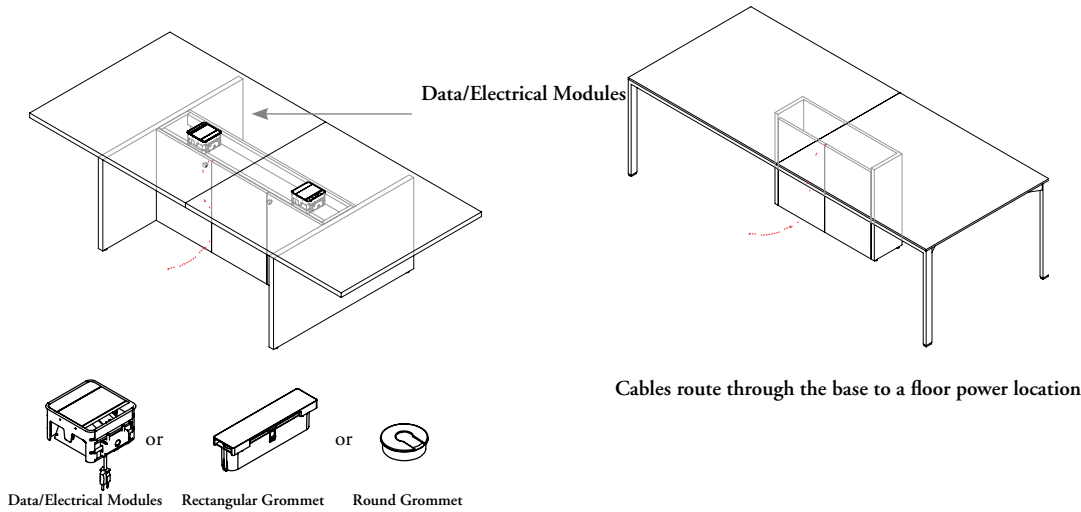 Data/Electrical Modules
Cables route through the base to a floor power location
or
or
Data/Electrical Modules
Rectangular Grommet
Round Grommet